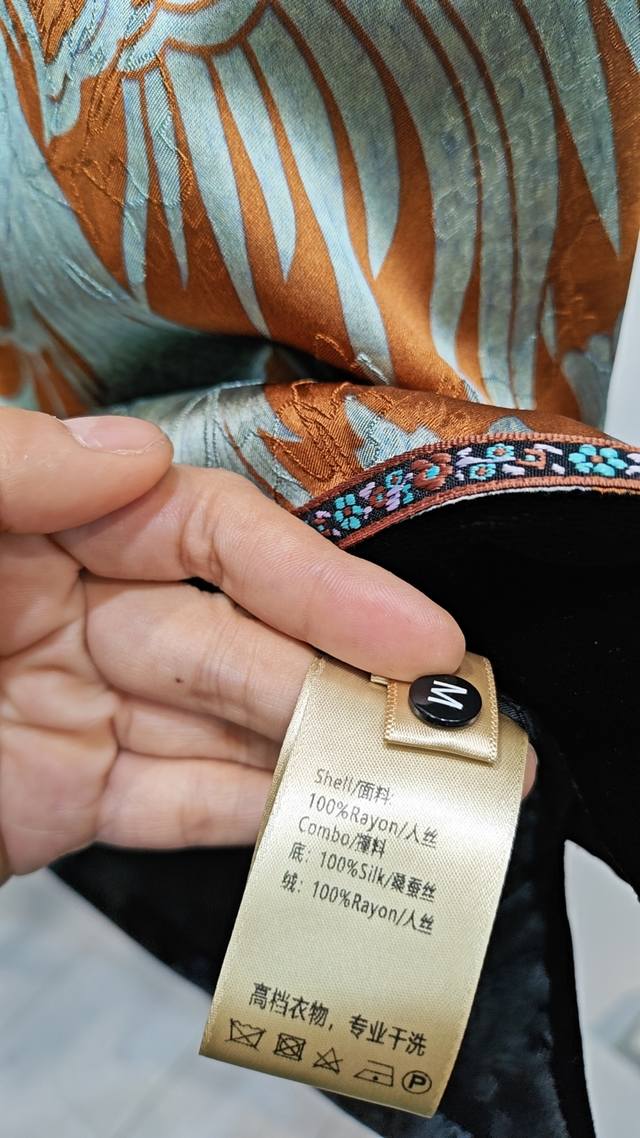 M
Shell/面料:
100%Rayon/人丝
Combo/撞料
底: 100%Silk/桑蚕丝
绒: 100%Rayon/人丝
高档衣物，专业干洗
P